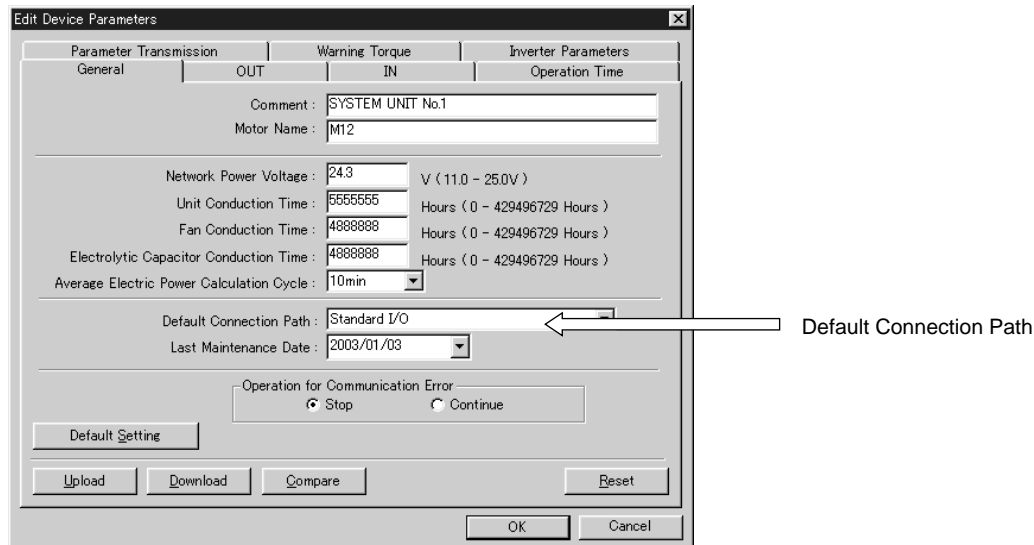 Edit Device Parameters
Parameter Transmission Warning Torque Inverter Parameters
General OUT IN Operation Time
Comment : SYSTEM UNIT No.1
Motor Name : M12
Network Power Voltage : 24.3 V ( 11.0 - 25.0V )
Unit Conduction Time : 5555555 Hours ( 0 - 429496729 Hours )
Fan Conduction Time : 4888888 Hours ( 0 - 429496729 Hours )
Electrolytic Capacitor Conduction Time : 4888888 Hours ( 0 - 429496729 Hours )
Average Electric Power Calculation Cycle : 10min
Default Connection Path : Standard I/O
Default Connection Path
Last Maintenance Date : 2003/01/03
Operation for Communication Error
Stop Continue
Default Setting
Upload Download Compare Reset
OK Cancel